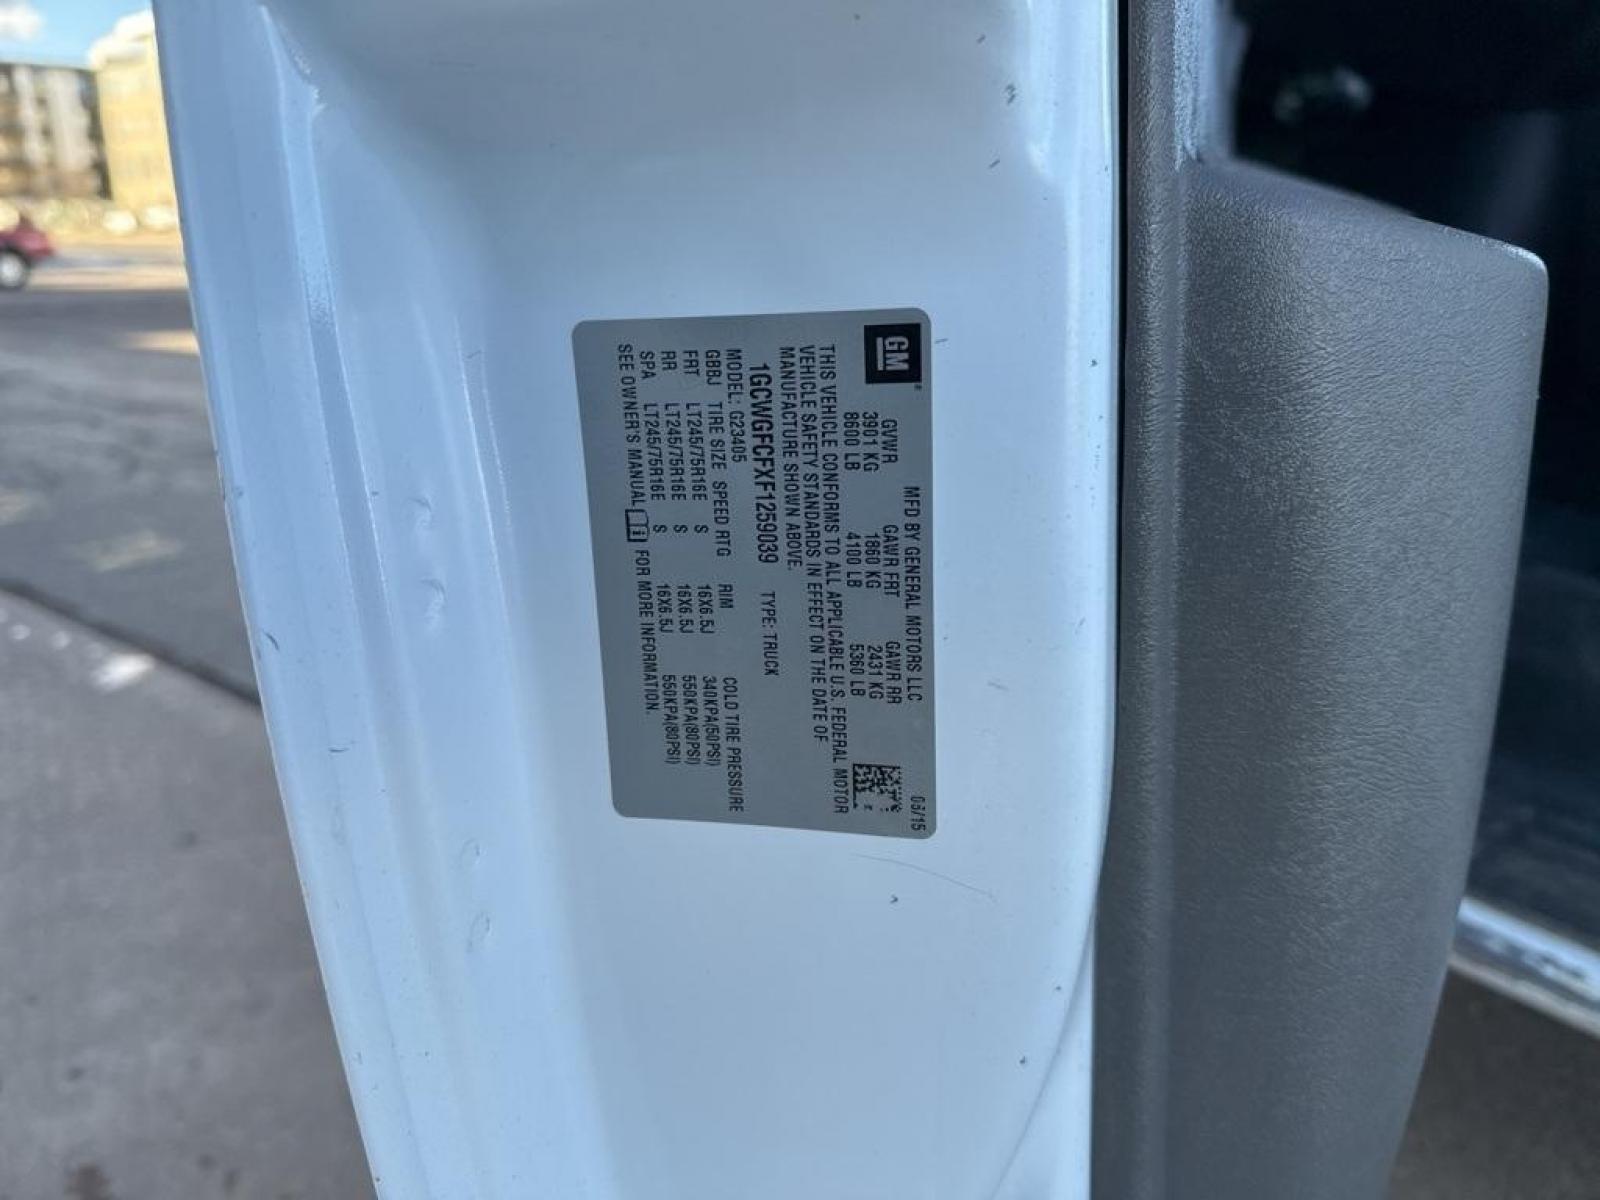 GM
MFD BY GENERAL MOTORS LLC 03/15
GVWR GAWR FRT GAWR RR
3901 KG 1860 KG 2431 KG
8600 LB 4100 LB 5360 LB
THIS VEHICLE CONFORMS TO ALL APPLICABLE U.S. FEDERAL MOTOR
VEHICLE SAFETY STANDARDS IN EFFECT ON THE DATE OF
MANUFACTURE SHOWN ABOVE.
1GCWGFCFXF1259039 TYPE: TRUCK
MODEL: G23405
GBBJ TIRE SIZE SPEED RTG RIM COLD TIRE PRESSURE
FRT LT245/75R16E S 16X6.5J 340KPA(50PSI)
RR LT245/75R16E S 16X6.5J 550KPA(80PSI)
SPA LT245/75R16E S 16X6.5J 550KPA(80PSI)
SEE OWNER'S MANUAL FOR MORE INFORMATION.